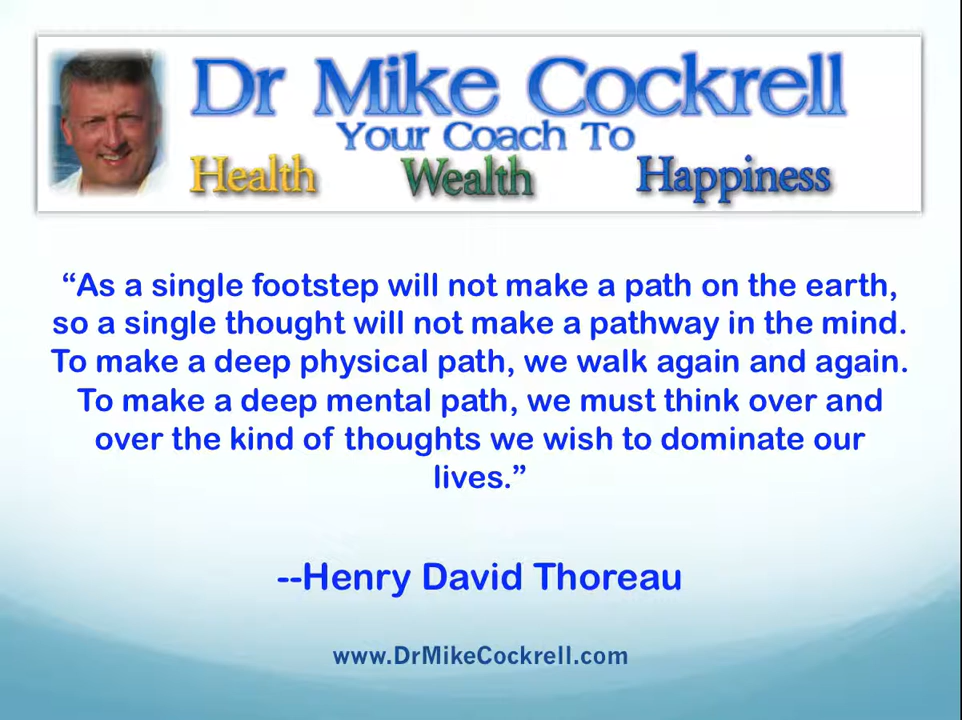 Dr Mike Cockrell
Your Coach To
Health Wealth Happiness
“As a single footstep will not make a path on the earth,
so a single thought will not make a pathway in the mind.
To make a deep physical path, we walk again and again.
To make a deep mental path, we must think over and
over the kind of thoughts we wish to dominate our
lives.”
--Henry David Thoreau
www.DrMikeCockrell.com